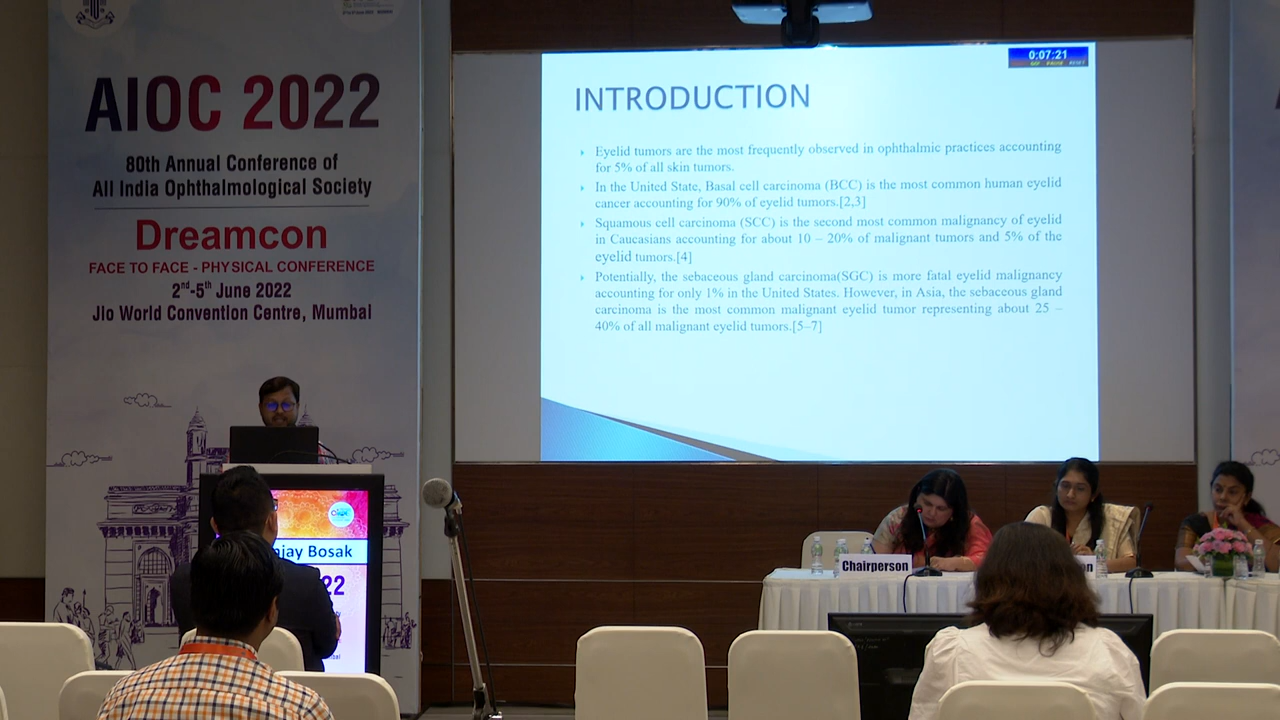 AIOC 2022
80th Annual Conference of
All India Ophthalmological Society
Dreamcon
FACE TO FACE - PHYSICAL CONFERENCE
2nd-5th June 2022
Jio World Convention Centre, Mumbai
0:07:21
INTRODUCTION
Eyelid tumors are the most frequently observed in ophthalmic practices accounting
for 5% of all skin tumors.
In the United State, Basal cell carcinoma (BCC) is the most common human eyelid
cancer accounting for 90% of eyelid tumors.[2,3]
Squamous cell carcinoma (SCC) is the second most common malignancy of eyelid
in Caucasians accounting for about 10 – 20% of malignant tumors and 5% of the
eyelid tumors.[4]
Potentially, the sebaceous gland carcinoma(SGC) is more fatal eyelid malignancy
accounting for only 1% in the United States. However, in Asia, the sebaceous gland
carcinoma is the most common malignant eyelid tumor representing about 25 –
40% of all malignant eyelid tumors.[5–7]
Bosak
22
Chairperson